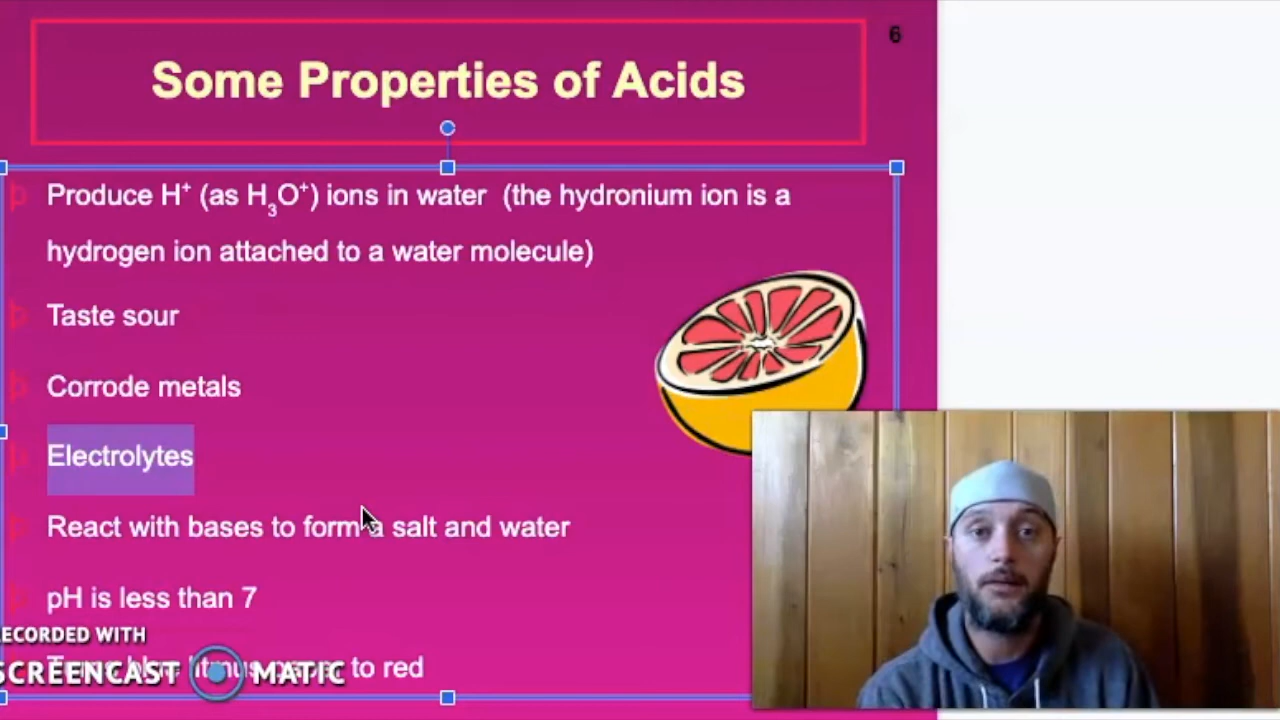 6
Some Properties of Acids
Produce H⁺ (as H₃O⁺) ions in water (the hydronium ion is a
hydrogen ion attached to a water molecule)
Taste sour
Corrode metals
Electrolytes
React with bases to form a salt and water
pH is less than 7
RECORDED WITH
SCREENCAST MATIC
to red